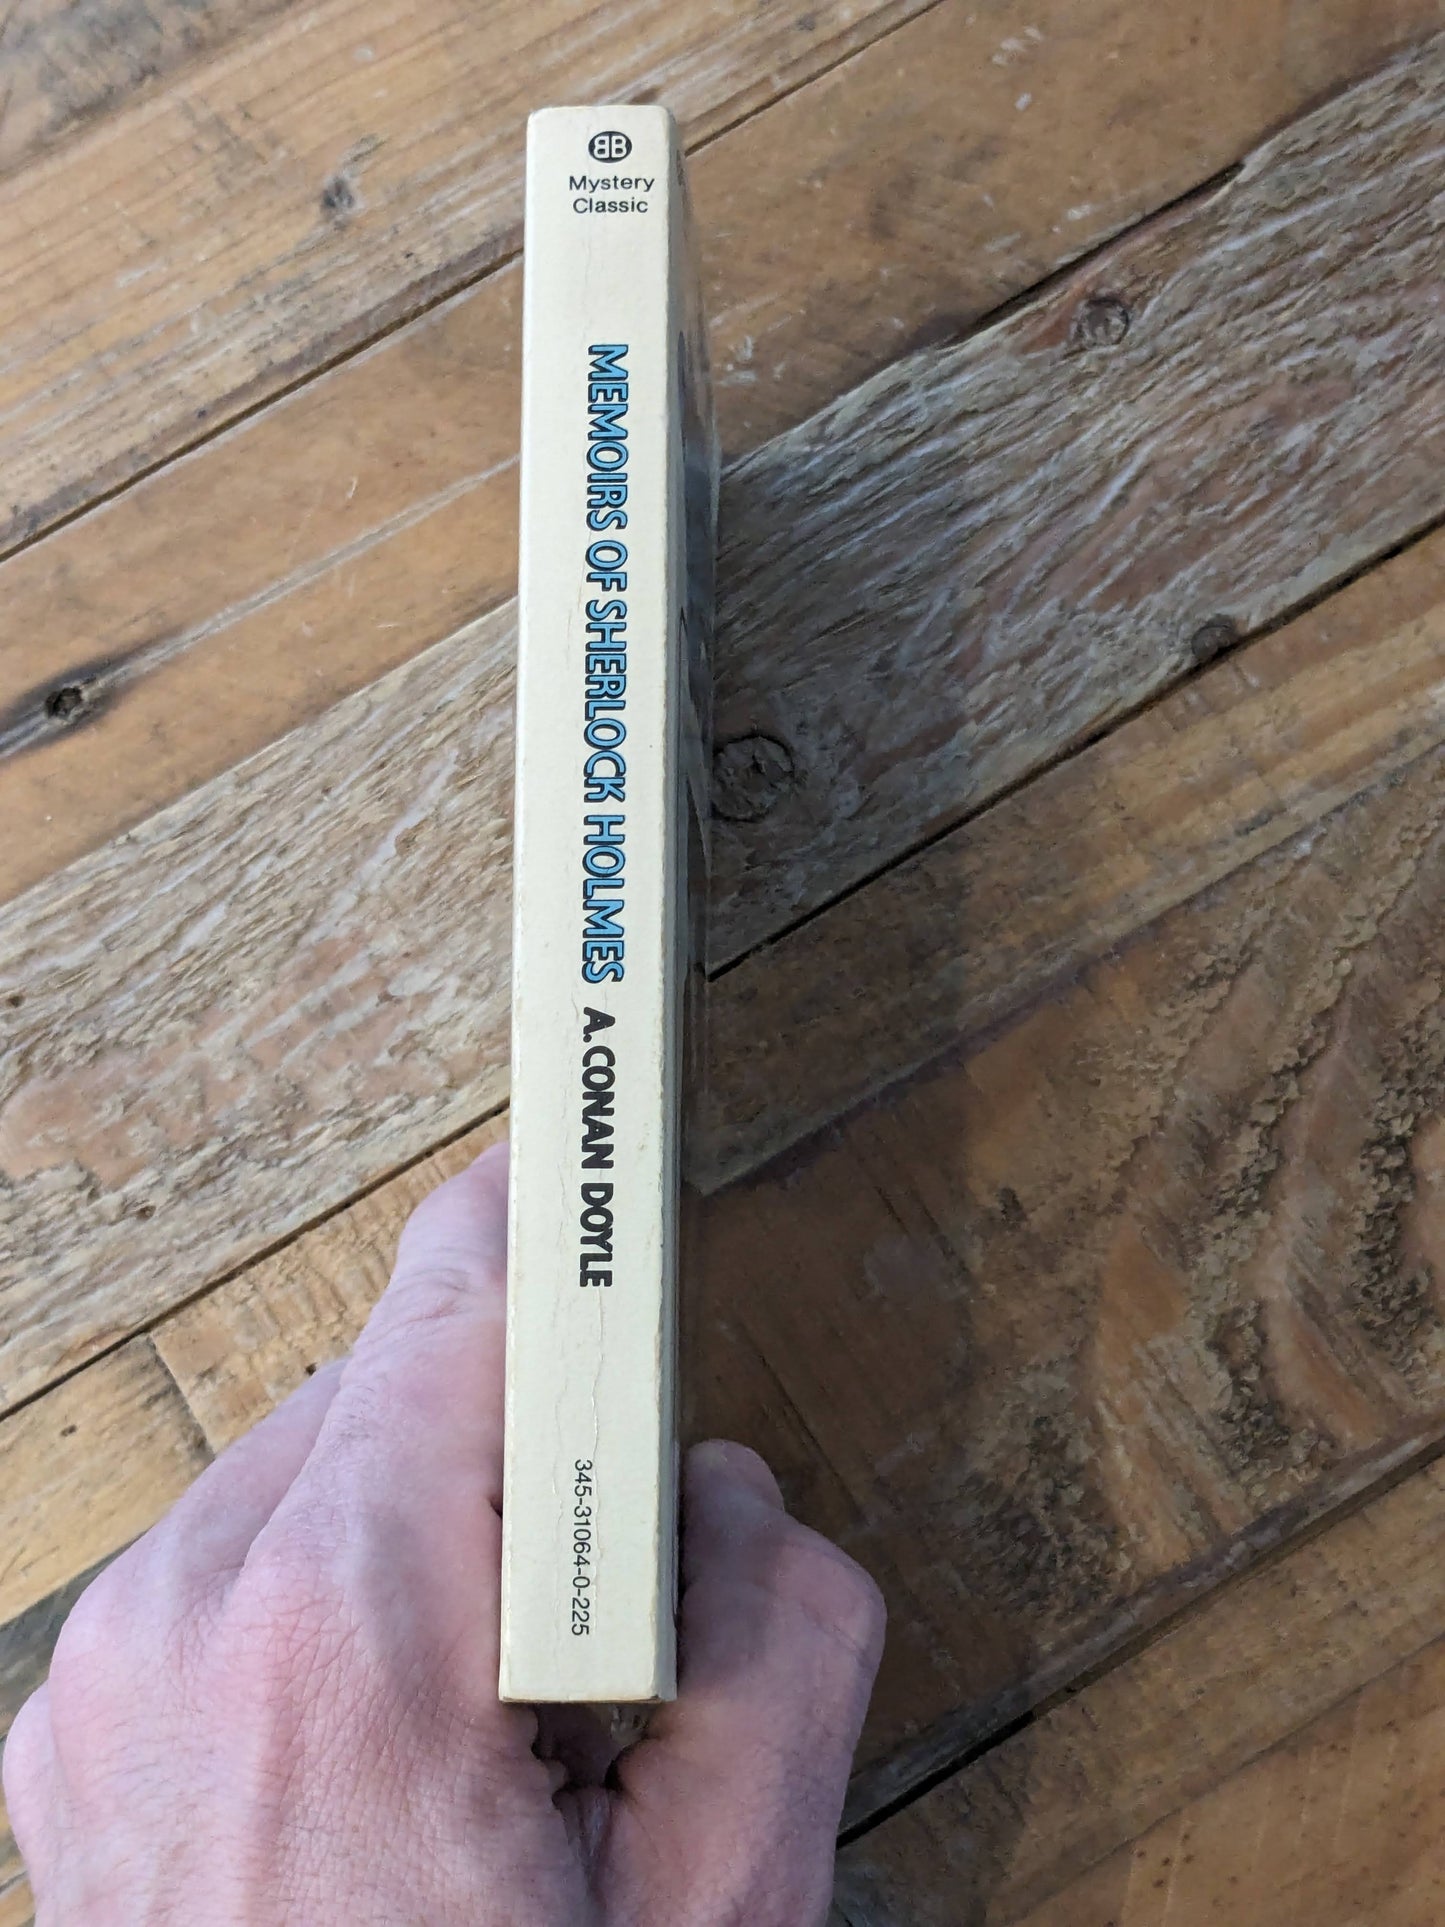 BB
Mystery
Classic
MEMOIRS OF SHERLOCK HOLMES A. CONAN DOYLE
345-31064-0-225